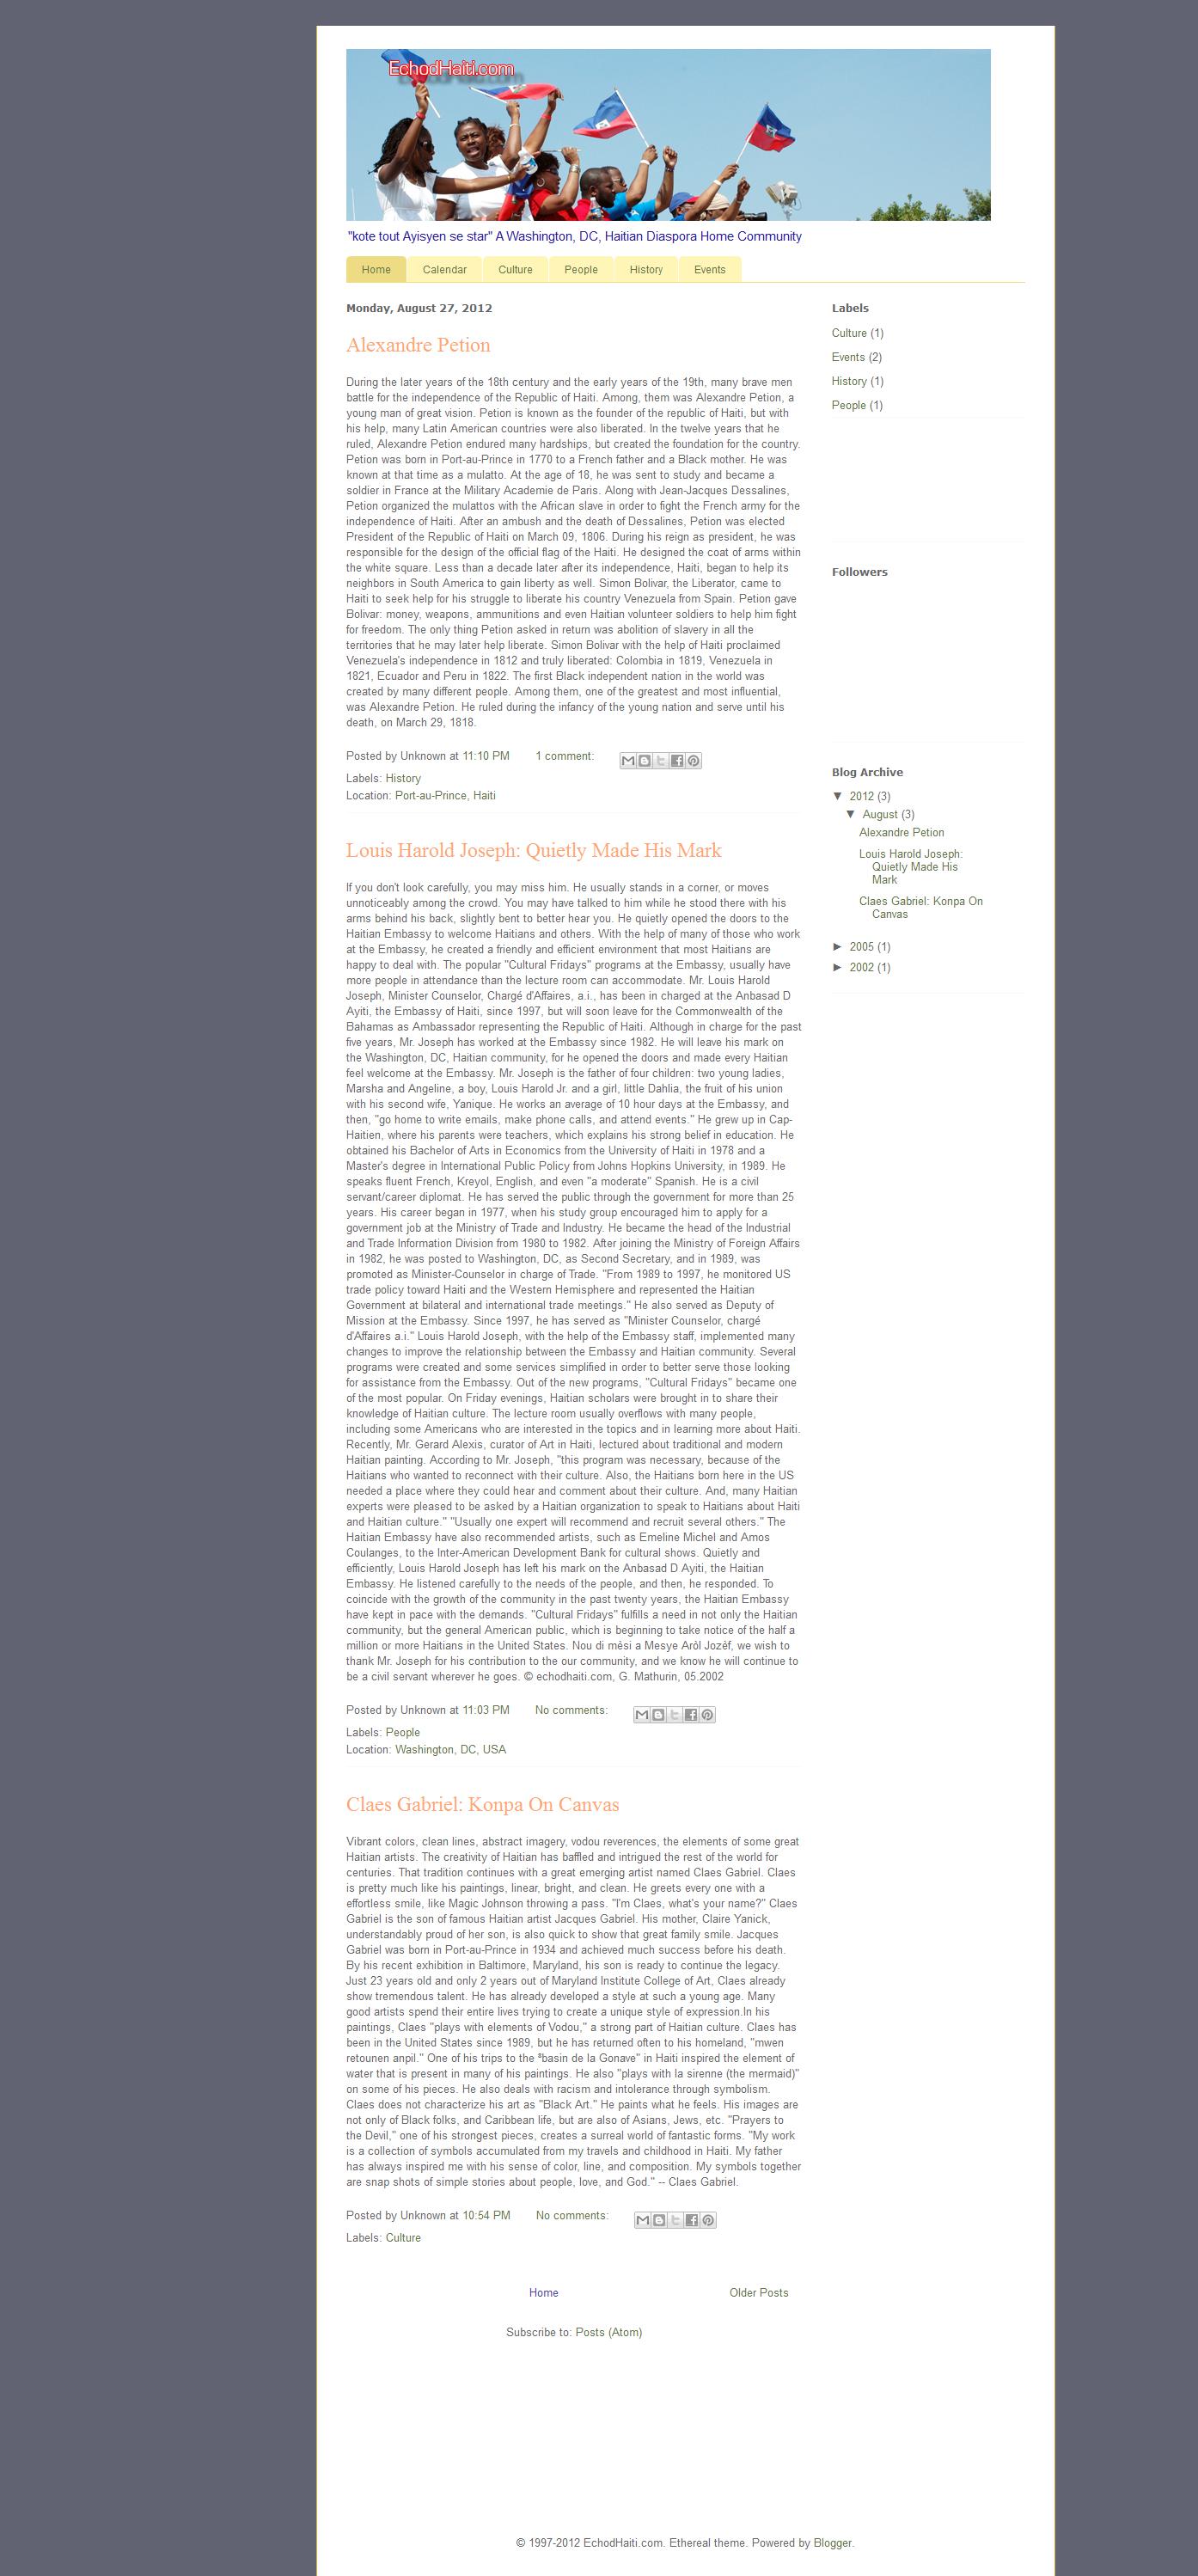 EchodHaiti.com
"kote tout Ayisyen se star" A Washington, DC, Haitian Diaspora Home Community
Home Calendar Culture People History Events
Monday, August 27, 2012
Alexandre Petion
During the later years of the 18th century and the early years of the 19th, many brave men
battle for the independence of the Republic of Haiti. Among, them was Alexandre Petion, a
young man of great vision. Petion is known as the founder of the republic of Haiti, but with
his help, many Latin American countries were also liberated. In the twelve years that he
ruled, Alexandre Petion endured many hardships, but created the foundation for the country.
Petion was born in Port-au-Prince in 1770 to a French father and a Black mother. He was
known at that time as a mulatto. At the age of 18, he was sent to study and became a
soldier in France at the Military Academie de Paris. Along with Jean-Jacques Dessalines,
Petion organized the mulattos with the African slave in order to fight the French army for the
independence of Haiti. After an ambush and the death of Dessalines, Petion was elected
President of the Republic of Haiti on March 09, 1806. During his reign as president, he was
responsible for the design of the official flag of the Haiti. He designed the coat of arms within
the white square. Less than a decade later after its independence, Haiti, began to help its
neighbors in South America to gain liberty as well. Simon Bolivar, the Liberator, came to
Haiti to seek help for his struggle to liberate his country Venezuela from Spain. Petion gave
Bolivar: money, weapons, ammunitions and even Haitian volunteer soldiers to help him fight
for freedom. The only thing Petion asked in return was abolition of slavery in all the
territories that he may later help liberate. Simon Bolivar with the help of Haiti proclaimed
Venezuela's independence in 1812 and truly liberated: Colombia in 1819, Venezuela in
1821, Ecuador and Peru in 1822. The first Black independent nation in the world was
created by many different people. Among them, one of the greatest and most influential,
was Alexandre Petion. He ruled during the infancy of the young nation and serve until his
death, on March 29, 1818.
Posted by Unknown at 11:10 PM 1 comment:
Labels: History
Location: Port-au-Prince, Haiti
Louis Harold Joseph: Quietly Made His Mark
If you don't look carefully, you may miss him. He usually stands in a corner, or moves
unnoticeably among the crowd. You may have talked to him while he stood there with his
arms behind his back, slightly bent to better hear you. He quietly opened the doors to the
Haitian Embassy to welcome Haitians and others. With the help of many of those who work
at the Embassy, he created a friendly and efficient environment that most Haitians are
happy to deal with. The popular "Cultural Fridays" programs at the Embassy, usually have
more people in attendance than the lecture room can accommodate. Mr. Louis Harold
Joseph, Minister Counselor, Chargé d'Affaires, a.i., has been in charged at the Anbasad D
Ayiti, the Embassy of Haiti, since 1997, but will soon leave for the Commonwealth of the
Bahamas as Ambassador representing the Republic of Haiti. Although in charge for the past
five years, Mr. Joseph has worked at the Embassy since 1982. He will leave his mark on
the Washington, DC, Haitian community, for he opened the doors and made every Haitian
feel welcome at the Embassy. Mr. Joseph is the father of four children: two young ladies,
Marsha and Angeline, a boy, Louis Harold Jr. and a girl, little Dahlia, the fruit of his union
with his second wife, Yanique. He works an average of 10 hour days at the Embassy, and
then, "go home to write emails, make phone calls, and attend events." He grew up in Cap-
Haitien, where his parents were teachers, which explains his strong belief in education. He
obtained his Bachelor of Arts in Economics from the University of Haiti in 1978 and a
Master's degree in International Public Policy from Johns Hopkins University, in 1989. He
speaks fluent French, Kreyol, English, and even "a moderate" Spanish. He is a civil
servant/career diplomat. He has served the public through the government for more than 25
years. His career began in 1977, when his study group encouraged him to apply for a
government job at the Ministry of Trade and Industry. He became the head of the Industrial
and Trade Information Division from 1980 to 1982. After joining the Ministry of Foreign Affairs
in 1982, he was posted to Washington, DC, as Second Secretary, and in 1989, was
promoted as Minister-Counselor in charge of Trade. "From 1989 to 1997, he monitored US
trade policy toward Haiti and the Western Hemisphere and represented the Haitian
Government at bilateral and international trade meetings." He also served as Deputy of
Mission at the Embassy. Since 1997, he has served as "Minister Counselor, chargé
d'Affaires a.i." Louis Harold Joseph, with the help of the Embassy staff, implemented many
changes to improve the relationship between the Embassy and Haitian community. Several
programs were created and some services simplified in order to better serve those looking
for assistance from the Embassy. Out of the new programs, "Cultural Fridays" became one
of the most popular. On Friday evenings, Haitian scholars were brought in to share their
knowledge of Haitian culture. The lecture room usually overflows with many people,
including some Americans who are interested in the topics and in learning more about Haiti.
Recently, Mr. Gerard Alexis, curator of Art in Haiti, lectured about traditional and modern
Haitian painting. According to Mr. Joseph, "this program was necessary, because of the
Haitians who wanted to reconnect with their culture. Also, the Haitians born here in the US
needed a place where they could hear and comment about their culture. And, many Haitian
experts were pleased to be asked by a Haitian organization to speak to Haitians about Haiti
and Haitian culture." "Usually one expert will recommend and recruit several others." The
Haitian Embassy have also recommended artists, such as Emeline Michel and Amos
Coulanges, to the Inter-American Development Bank for cultural shows. Quietly and
efficiently, Louis Harold Joseph has left his mark on the Anbasad D Ayiti, the Haitian
Embassy. He listened carefully to the needs of the people, and then, he responded. To
coincide with the growth of the community in the past twenty years, the Haitian Embassy
have kept in pace with the demands. "Cultural Fridays" fulfills a need in not only the Haitian
community, but the general American public, which is beginning to take notice of the half a
million or more Haitians in the United States. Nou di mèsi a Mesye Aròl Jozèf, we wish to
thank Mr. Joseph for his contribution to the our community, and we know he will continue to
be a civil servant wherever he goes. © echodhaiti.com, G. Mathurin, 05.2002
Posted by Unknown at 11:03 PM No comments:
Labels: People
Location: Washington, DC, USA
Claes Gabriel: Konpa On Canvas
Vibrant colors, clean lines, abstract imagery, vodou reverences, the elements of some great
Haitian artists. The creativity of Haitian has baffled and intrigued the rest of the world for
centuries. That tradition continues with a great emerging artist named Claes Gabriel. Claes
is pretty much like his paintings, linear, bright, and clean. He greets every one with a
effortless smile, like Magic Johnson throwing a pass. "I'm Claes, what's your name?" Claes
Gabriel is the son of famous Haitian artist Jacques Gabriel. His mother, Claire Yanick,
understandably proud of her son, is also quick to show that great family smile. Jacques
Gabriel was born in Port-au-Prince in 1934 and achieved much success before his death.
By his recent exhibition in Baltimore, Maryland, his son is ready to continue the legacy.
Just 23 years old and only 2 years out of Maryland Institute College of Art, Claes already
show tremendous talent. He has already developed a style at such a young age. Many
good artists spend their entire lives trying to create a unique style of expression.In his
paintings, Claes "plays with elements of Vodou," a strong part of Haitian culture. Claes has
been in the United States since 1989, but he has returned often to his homeland, "mwen
retounen anpil." One of his trips to the ªbasin de la Gonave" in Haiti inspired the element of
water that is present in many of his paintings. He also "plays with la sirenne (the mermaid)"
on some of his pieces. He also deals with racism and intolerance through symbolism.
Claes does not characterize his art as "Black Art." He paints what he feels. His images are
not only of Black folks, and Caribbean life, but are also of Asians, Jews, etc. "Prayers to
the Devil," one of his strongest pieces, creates a surreal world of fantastic forms. "My work
is a collection of symbols accumulated from my travels and childhood in Haiti. My father
has always inspired me with his sense of color, line, and composition. My symbols together
are snap shots of simple stories about people, love, and God." -- Claes Gabriel.
Posted by Unknown at 10:54 PM No comments:
Labels: Culture
Home Older Posts
Subscribe to: Posts (Atom)
Labels
Culture (1)
Events (2)
History (1)
People (1)
Followers
Blog Archive
▼ 2012 (3)
▼ August (3)
Alexandre Petion
Louis Harold Joseph:
Quietly Made His
Mark
Claes Gabriel: Konpa On
Canvas
► 2005 (1)
► 2002 (1)
© 1997-2012 EchodHaiti.com. Ethereal theme. Powered by Blogger.